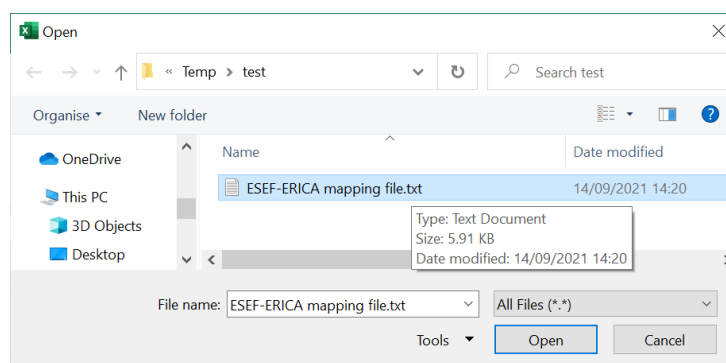 Open
« Temp > test
Search test
Organise
New folder
OneDrive
This PC
3D Objects
Desktop
Name
Date modified
ESEF-ERICA mapping file.txt
14/09/2021 14:20
Type: Text Document
Size: 5.91 KB
Date modified: 14/09/2021 14:20
File name:
ESEF-ERICA mapping file.txt
All Files (*.*)
Tools
Open
Cancel